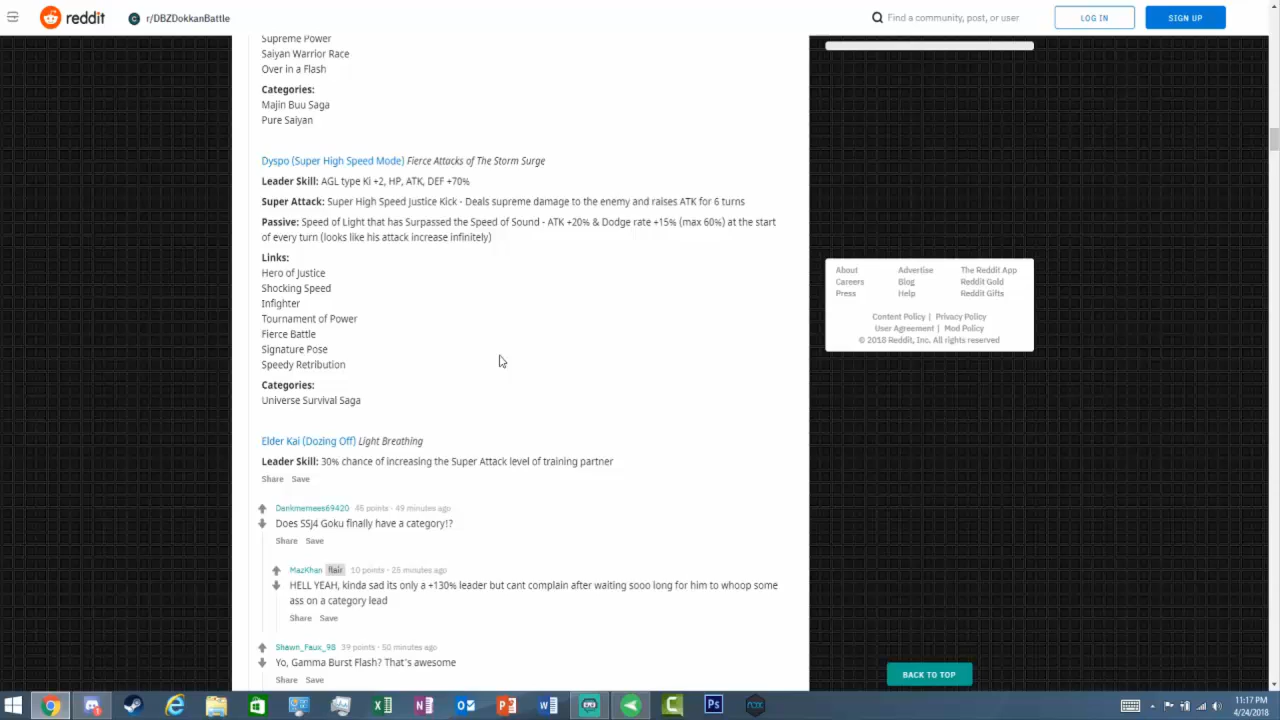 reddit
r/DBZDokkanBattle
Find a community, post, or user
LOG IN
SIGN UP
Supreme Power
Saiyan Warrior Race
Over in a Flash
Categories:
Majin Buu Saga
Pure Saiyan
Dyspo (Super High Speed Mode) Fierce Attacks of The Storm Surge
Leader Skill: AGL type Ki +2, HP, ATK, DEF +70%
Super Attack: Super High Speed Justice Kick - Deals supreme damage to the enemy and raises ATK for 6 turns
Passive: Speed of Light that has Surpassed the Speed of Sound - ATK +20% & Dodge rate +15% (max 60%) at the start
of every turn (looks like his attack increase infinitely)
Links:
Hero of Justice
Shocking Speed
Infighter
Tournament of Power
Fierce Battle
Signature Pose
Speedy Retribution
Categories:
Universe Survival Saga
Elder Kai (Dozing Off) Light Breathing
Leader Skill: 30% chance of increasing the Super Attack level of training partner
Share Save
Dankmemees69420 45 points · 49 minutes ago
Does SSJ4 Goku finally have a category!?
Share Save
MazKhan flair 10 points · 25 minutes ago
HELL YEAH, kinda sad its only a +130% leader but cant complain after waiting sooo long for him to whoop some
ass on a category lead
Share Save
Shawn_Faux_98 39 points · 50 minutes ago
Yo, Gamma Burst Flash? That's awesome
Share Save
About Advertise The Reddit App
Careers Blog Reddit Gold
Press Help Reddit Gifts
Content Policy | Privacy Policy
User Agreement | Mod Policy
© 2018 Reddit, Inc. All rights reserved
BACK TO TOP
11:17 PM
4/24/2018